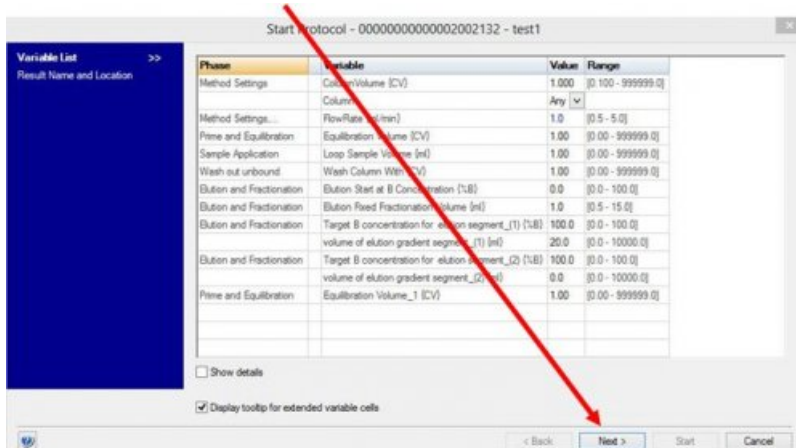 Start Protocol - 00000000000002002132 - test1
Variable List >>
Result Name and Location
Phase Variable Value Range
Method Settings ColumnVolume {CV} 1.000 [0.100 - 999999.0]
Column Any
Method Settings... FlowRate {ml/min} 1.0 [0.5 - 5.0]
Prime and Equilibration Equilibration Volume {CV} 1.00 [0.00 - 999999.0]
Sample Application Loop Sample Volume {ml} 1.00 [0.00 - 999999.0]
Wash out unbound Wash Column With {CV} 1.00 [0.00 - 999999.0]
Elution and Fractionation Elution Start at B Concentration {%B} 0.0 [0.0 - 100.0]
Elution and Fractionation Elution Fixed Fractionation Volume {ml} 1.0 [0.5 - 15.0]
Elution and Fractionation Target B concentration for elution segment_(1) {%B} 100.0 [0.0 - 100.0]
volume of elution gradient segment_(1) {ml} 20.0 [0.0 - 10000.0]
Elution and Fractionation Target B concentration for elution segment_(2) {%B} 100.0 [0.0 - 100.0]
volume of elution gradient segment_(2) {ml} 0.0 [0.0 - 10000.0]
Prime and Equilibration Equilibration Volume_1 {CV} 1.00 [0.00 - 999999.0]
Show details
Display tooltip for extended variable cells
< Back Next > Start Cancel